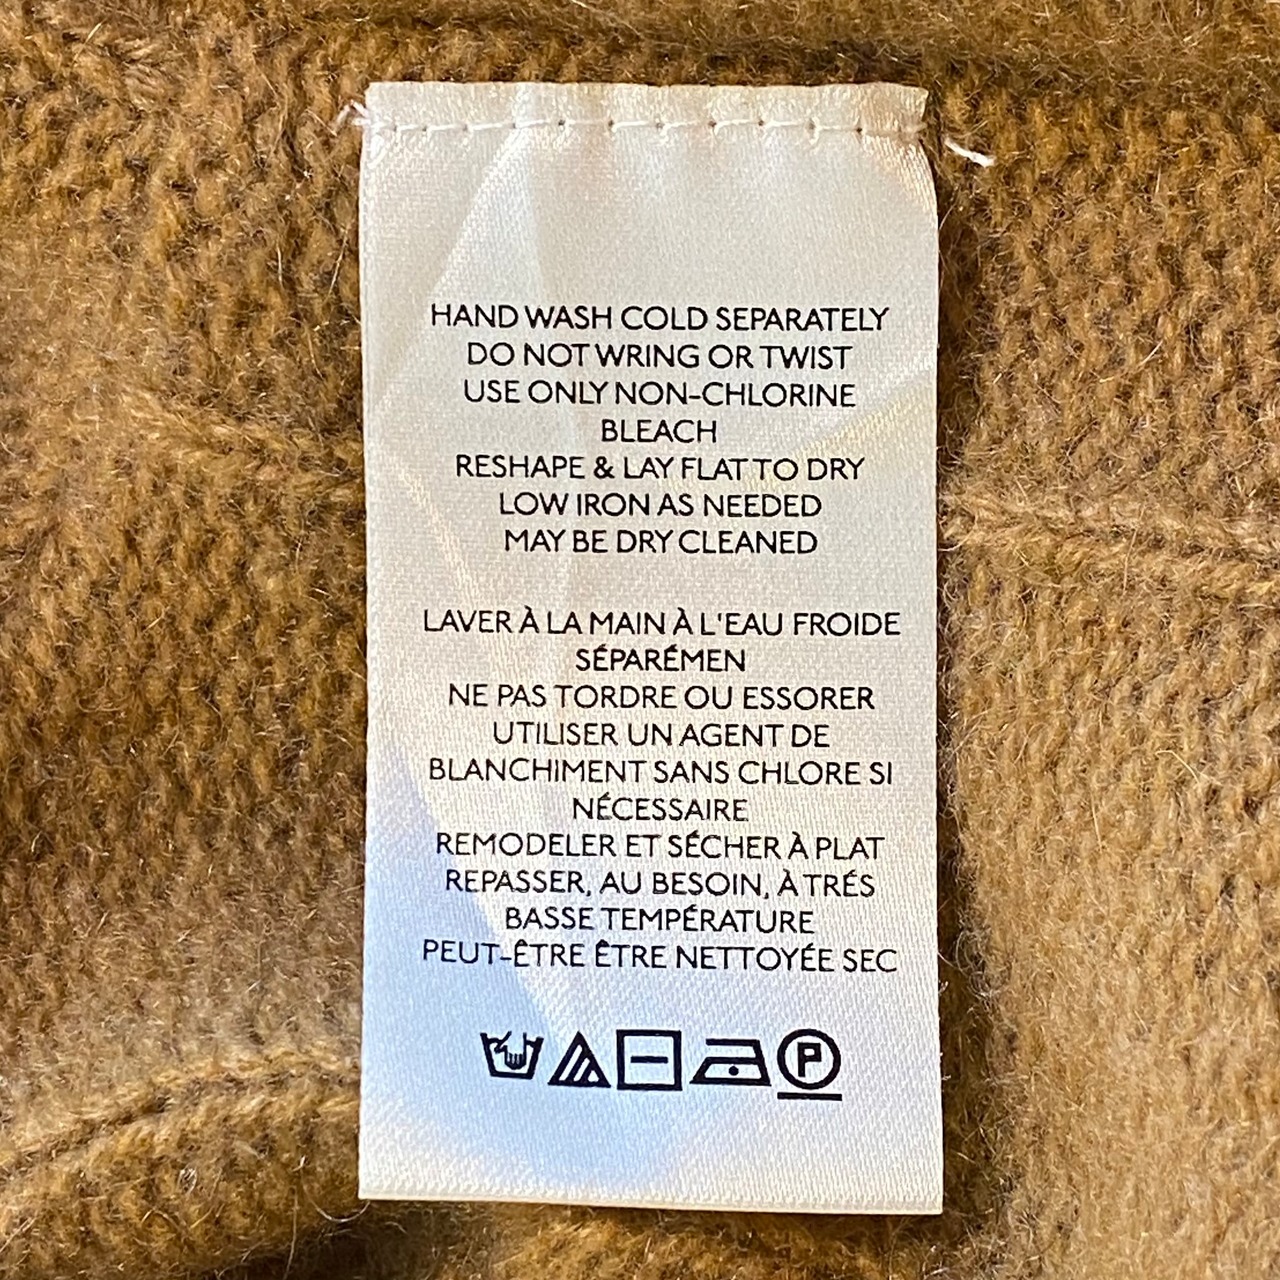 HAND WASH COLD SEPARATELY
DO NOT WRING OR TWIST
USE ONLY NON-CHLORINE
BLEACH
RESHAPE & LAY FLAT TO DRY
LOW IRON AS NEEDED
MAY BE DRY CLEANED
LAVER À LA MAIN À L'EAU FROIDE
SÉPARÉMEN
NE PAS TORDRE OU ESSORER
UTILISER UN AGENT DE
BLANCHIMENT SANS CHLORE SI
NÉCESSAIRE
REMODELER ET SÉCHER À PLAT
REPASSER, AU BESOIN, À TRÉS
BASSE TEMPÉRATURE
PEUT-ÊTRE ÊTRE NETTOYÉE SEC
P